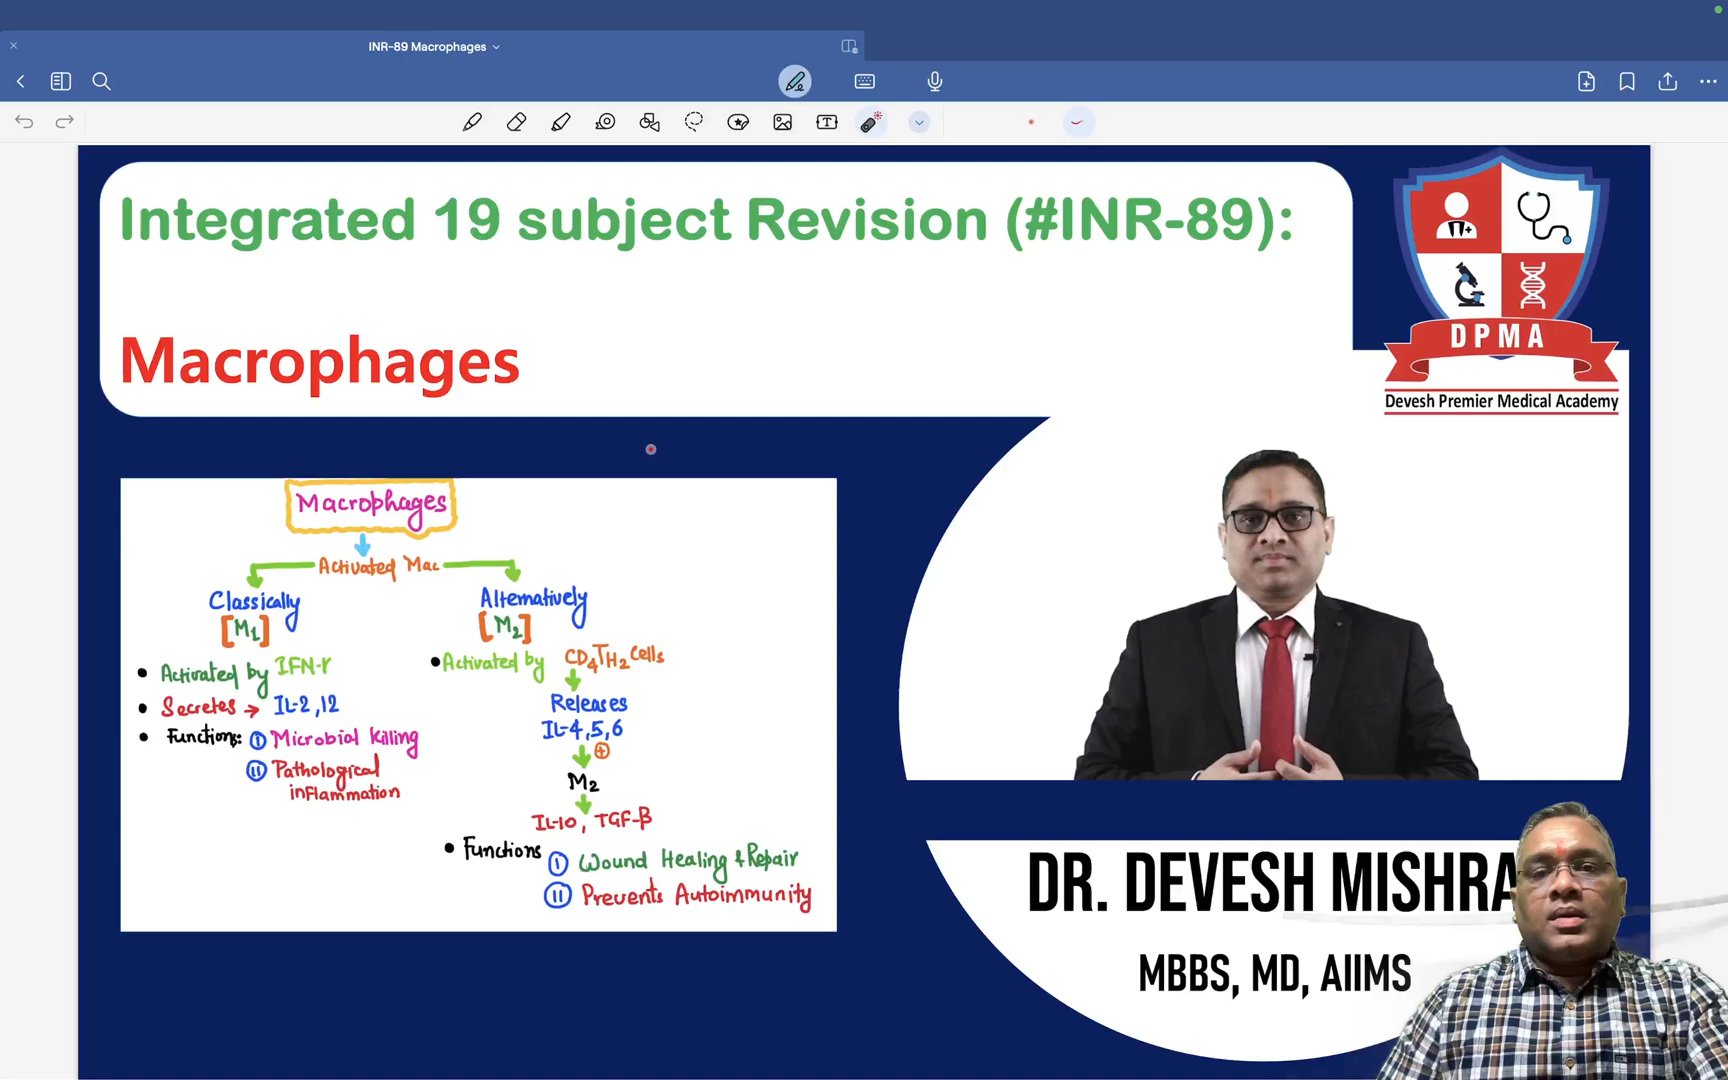 INR-89 Macrophages
Integrated 19 subject Revision (#INR-89):
Macrophages
DPMA
Devesh Premier Medical Academy
Macrophages
Activated Mac
Classically
[M1]
• Activated by IFN-r
• Secretes → IL-2,12
• Functions: (I) Microbial killing
(II) Pathological
inflammation
Alternatively
[M2]
• Activated by CD4TH2 cells
Releases
IL-4,5,6
+
M2
IL-10, TGF-β
• Functions (I) Wound Healing & Repair
(II) Prevents Autoimmunity
DR. DEVESH MISHRA
MBBS, MD, AIIMS